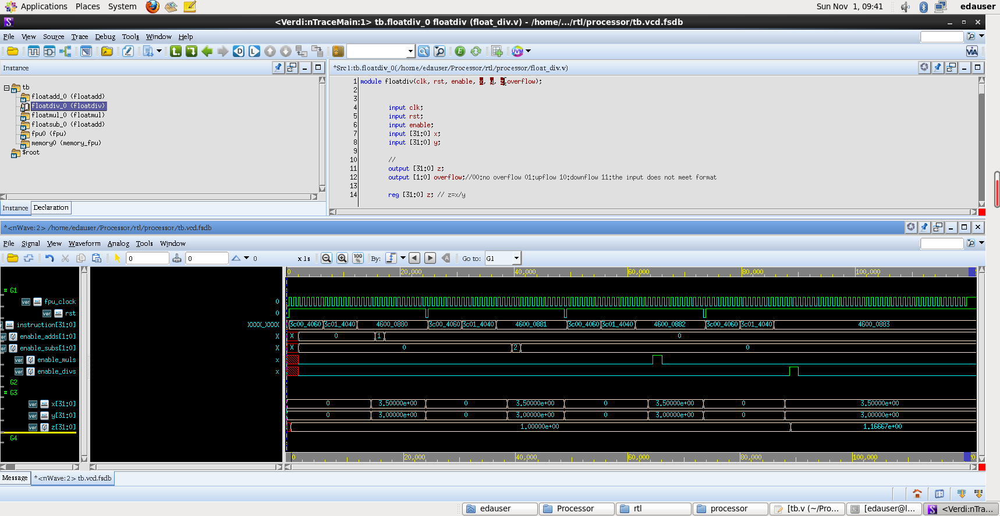 Applications Places System Sun Nov 1, 09:41 edauser
<Verdi:nTraceMain:1> tb.floatdiv_0 floatdiv (float_div.v) - /home/.../rtl/processor/tb.vcd.fsdb
File View Source Trace Debug Tools Window Help
Instance
tb
floatadd_0 (floatadd)
floatdiv_0 (floatdiv)
floatmul_0 (floatmul)
floatsub_0 (floatadd)
fpu0 (fpu)
memory0 (memory_fpu)
$root
Instance Declaration
*Src1:tb.floatdiv_0(/home/edauser/Processor/rtl/processor/float_div.v)
1 module floatdiv(clk, rst, enable, x, y, z,overflow);
2
3
4 input clk;
5 input rst;
6 input enable;
7 input [31:0] x;
8 input [31:0] y;
9
10 //
11 output [31:0] z;
12 output [1:0] overflow;//00:no overflow 01:upflow 10:downflow 11:the input does not meet format
13
14 reg [31:0] z; // z=x/y
*<nWave:2> /home/edauser/Processor/rtl/processor/tb.vcd.fsdb
File Signal View Waveform Analog Tools Window
0 0 0 x 1s 100 % By: Go to: G1
0 20,000 40,000 60,000 80,000 100,000
G1
ver fpu_clock 0
ver rst 0
instruction[31:0] XXXX_XXXX 3c00_4060 3c01_4040 4600_0880 3c00_4060 3c01_4040 4600_0881 3c00_4060 3c01_4040 4600_0882 3c00_4060 3c01_4040 4600_0883
enable_adds[1:0] X X 0 1 0
enable_subs[1:0] X X 0 2 0
ver enable_muls x
ver enable_divs x
G2
G3
ver x[31:0] 0 3.50000e+00 0 3.50000e+00 0 3.50000e+00 0 3.50000e+00
ver y[31:0] 0 3.00000e+00 0 3.00000e+00 0 3.00000e+00 0 3.00000e+00
ver z[31:0] 1.00000e+00 1.16667e+00
G4
0 20,000 40,000 60,000 80,000 100,000
Message *<nWave:2> tb.vcd.fsdb
edauser Processor rtl processor [tb.v (~/Pro... [edauser@l... <Verdi:nTra...